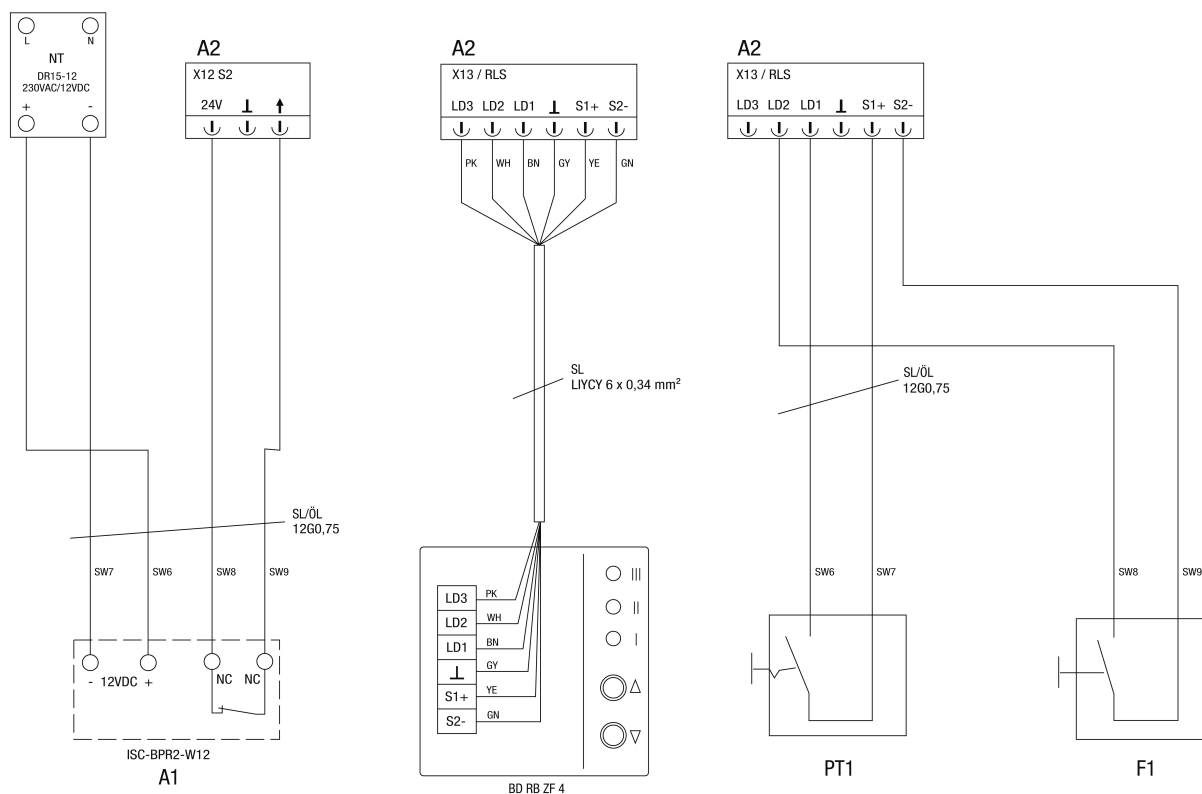 L
N
NT
DR15-12
230VAC/12VDC
+
-
A2
X12 S2
24V
SL/ÖL
12G0,75
SW7
SW6
SW8
SW9
- 12VDC +
NC
NC
ISC-BPR2-W12
A1
A2
X13 / RLS
LD3 LD2 LD1 ⊥ S1+ S2-
PK
WH
BN
GY
YE
GN
SL
LIYCY 6 x 0,34 mm²
LD3 PK
LD2 WH
LD1 BN
⊥ GY
S1+ YE
S2- GN
III
II
I
BD RB ZF 4
A2
X13 / RLS
LD3 LD2 LD1 ⊥ S1+ S2-
SL/ÖL
12G0,75
SW6
SW7
SW8
SW9
PT1
F1